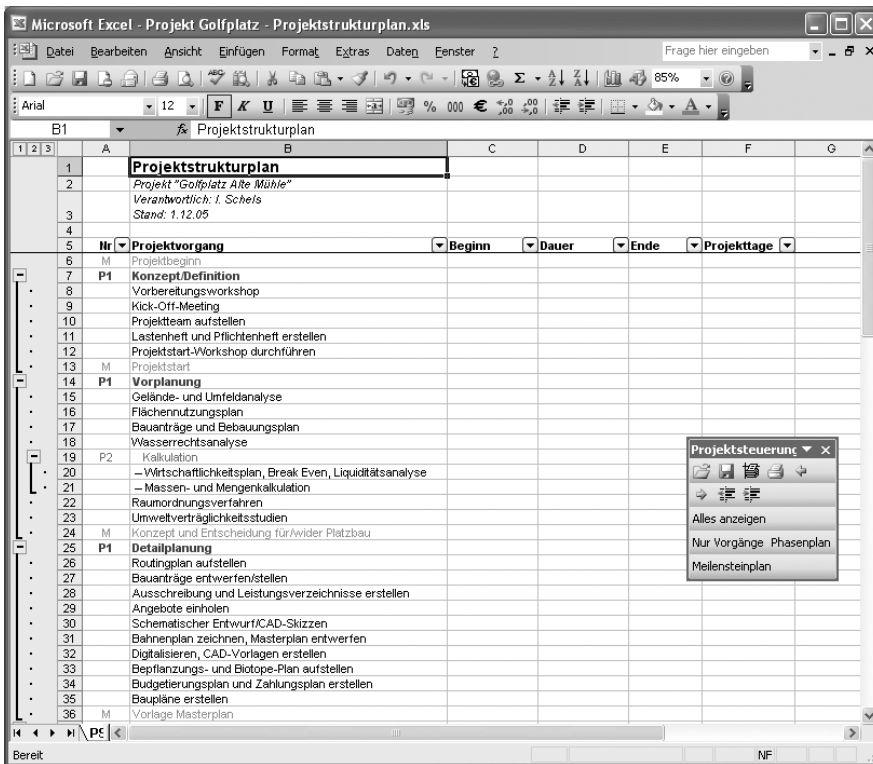 Microsoft Excel - Projekt Golfplatz - Projektstrukturplan.xls
Datei Bearbeiten Ansicht Einfügen Format Extras Daten Fenster ? Frage hier eingeben
85%
Arial 12 F K U % 000 €
B1 fx Projektstrukturplan
1 2 3 A B C D E F G
1 Projektstrukturplan
2 Projekt "Golfplatz Alte Mühle"
Verantwortlich: I. Schels
3 Stand: 1.12.05
4
5 Nr Projektvorgang Beginn Dauer Ende Projekttage
6 M Projektbeginn
7 P1 Konzept/Definition
8 Vorbereitungsworkshop
9 Kick-Off-Meeting
10 Projektteam aufstellen
11 Lastenheft und Pflichtenheft erstellen
12 Projektstart-Workshop durchführen
13 M Projektstart
14 P1 Vorplanung
15 Gelände- und Umfeldanalyse
16 Flächennutzungsplan
17 Bauanträge und Bebauungsplan
18 Wasserrechtsanalyse
19 P2 Kalkulation
20 – Wirtschaftlichkeitsplan, Break Even, Liquiditätsanalyse
21 – Massen- und Mengenkalkulation
22 Raumordnungsverfahren
23 Umweltverträglichkeitsstudien
24 M Konzept und Entscheidung für/wider Platzbau
25 P1 Detailplanung
26 Routingplan aufstellen
27 Bauanträge entwerfen/stellen
28 Ausschreibung und Leistungsverzeichnisse erstellen
29 Angebote einholen
30 Schematischer Entwurf/CAD-Skizzen
31 Bahnenplan zeichnen, Masterplan entwerfen
32 Digitalisieren, CAD-Vorlagen erstellen
33 Bepflanzungs- und Biotope-Plan aufstellen
34 Budgetierungsplan und Zahlungsplan erstellen
35 Baupläne erstellen
36 M Vorlage Masterplan
Projektsteuerung
Alles anzeigen
Nur Vorgänge Phasenplan
Meilensteinplan
Bereit NF